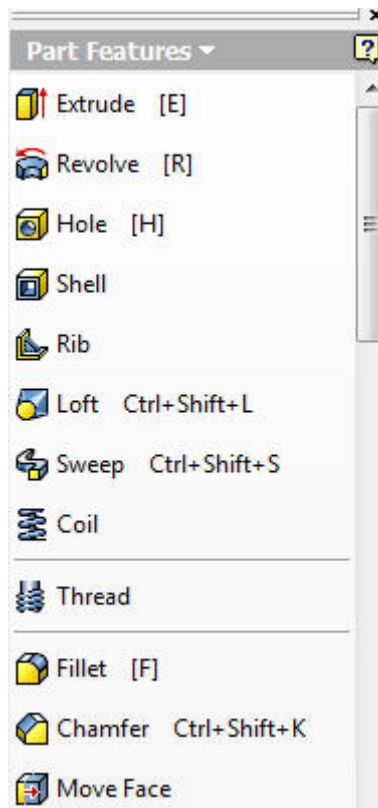 Part Features
Extrude [E]
Revolve [R]
Hole [H]
Shell
Rib
Loft Ctrl+Shift+L
Sweep Ctrl+Shift+S
Coil
Thread
Fillet [F]
Chamfer Ctrl+Shift+K
Move Face